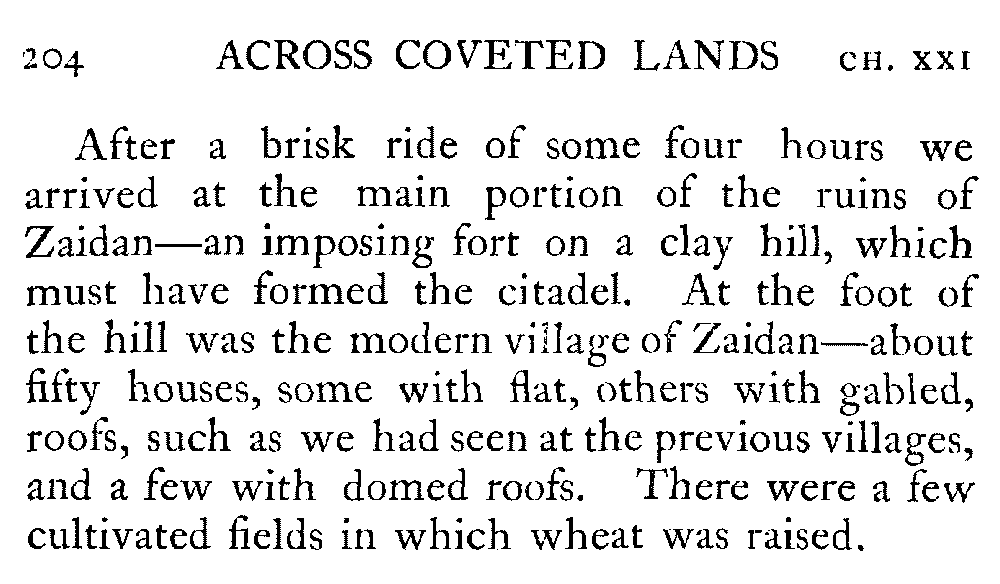 204 ACROSS COVETED LANDS CH. XXI
After a brisk ride of some four hours we
arrived at the main portion of the ruins of
Zaidan—an imposing fort on a clay hill, which
must have formed the citadel. At the foot of
the hill was the modern village of Zaidan—about
fifty houses, some with flat, others with gabled,
roofs, such as we had seen at the previous villages,
and a few with domed roofs. There were a few
cultivated fields in which wheat was raised.